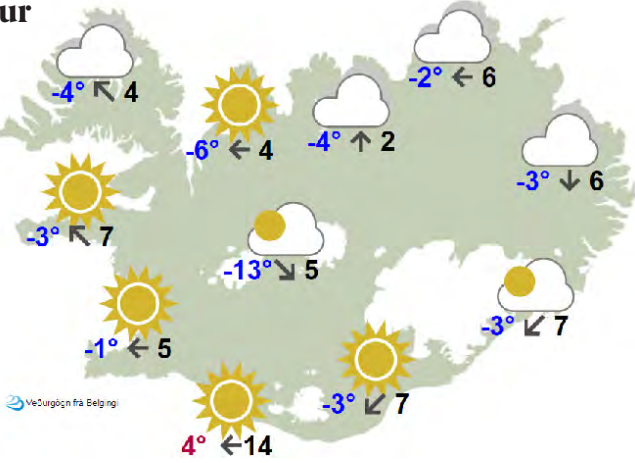 ur
-4° ↖ 4
-2° ← 6
-6° ← 4
-4° ↑ 2
-3° ↓ 6
-3° ↖ 7
-13° ↘ 5
-3° ↙ 7
-1° ← 5
-3° ↙ 7
Veðurgögn frá Belgingi
4° ←14